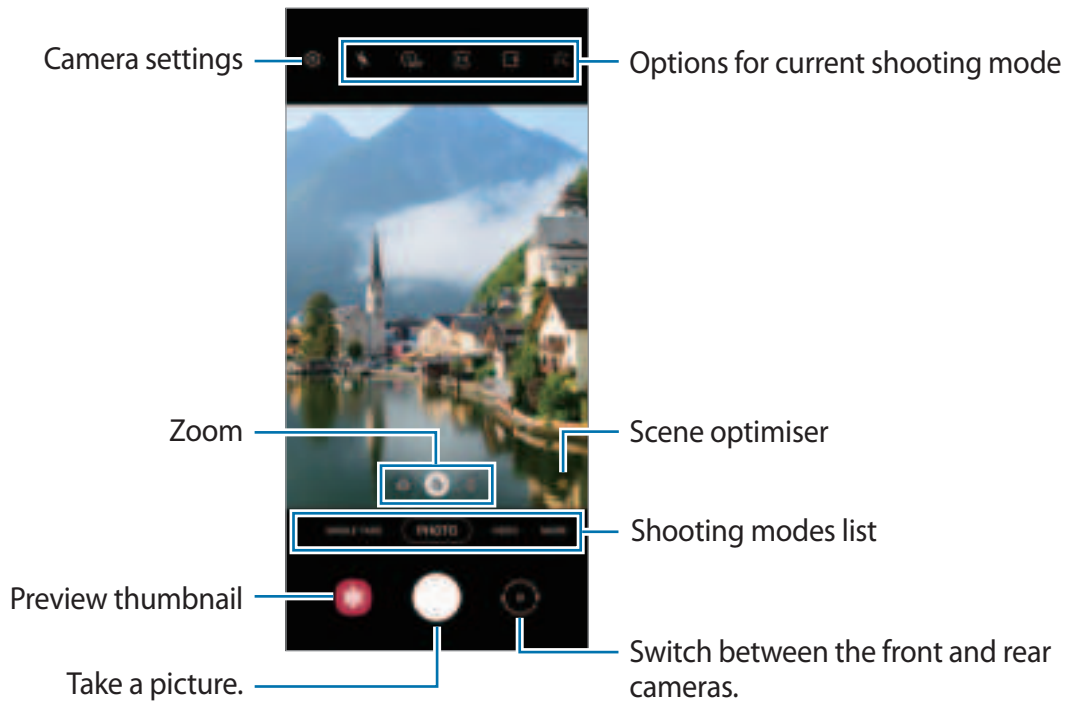 Camera settings
Options for current shooting mode
Zoom
Scene optimiser
PHOTO
Shooting modes list
Preview thumbnail
Take a picture.
Switch between the front and rear
cameras.